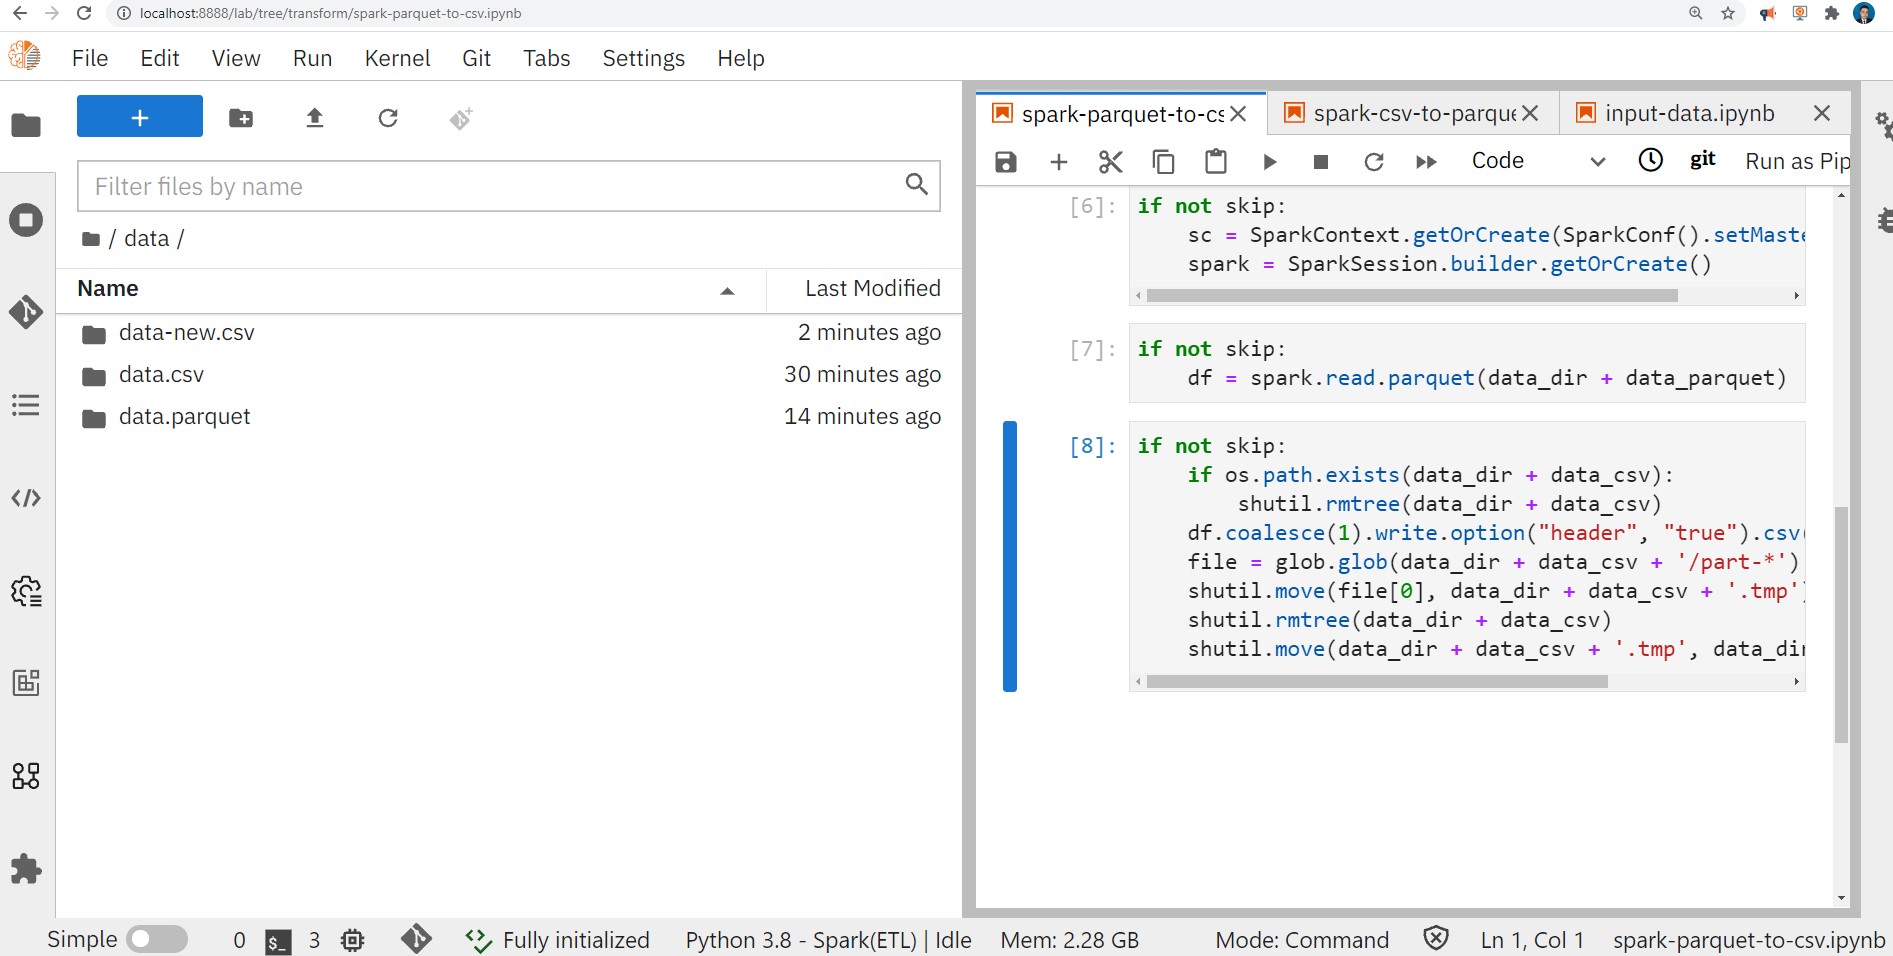 localhost:8888/lab/tree/transform/spark-parquet-to-csv.ipynb
File Edit View Run Kernel Git Tabs Settings Help
+
Filter files by name
/ data /
Name Last Modified
data-new.csv 2 minutes ago
data.csv 30 minutes ago
data.parquet 14 minutes ago
spark-parquet-to-cs spark-csv-to-parque input-data.ipynb
Code git Run as Pip
[6]: if not skip:
sc = SparkContext.getOrCreate(SparkConf().setMaste
spark = SparkSession.builder.getOrCreate()
[7]: if not skip:
df = spark.read.parquet(data_dir + data_parquet)
[8]: if not skip:
if os.path.exists(data_dir + data_csv):
shutil.rmtree(data_dir + data_csv)
df.coalesce(1).write.option("header", "true").csv(
file = glob.glob(data_dir + data_csv + '/part-*')
shutil.move(file[0], data_dir + data_csv + '.tmp')
shutil.rmtree(data_dir + data_csv)
shutil.move(data_dir + data_csv + '.tmp', data_dir
Simple 0 $_ 3 Fully initialized Python 3.8 - Spark(ETL) | Idle Mem: 2.28 GB Mode: Command Ln 1, Col 1 spark-parquet-to-csv.ipynb